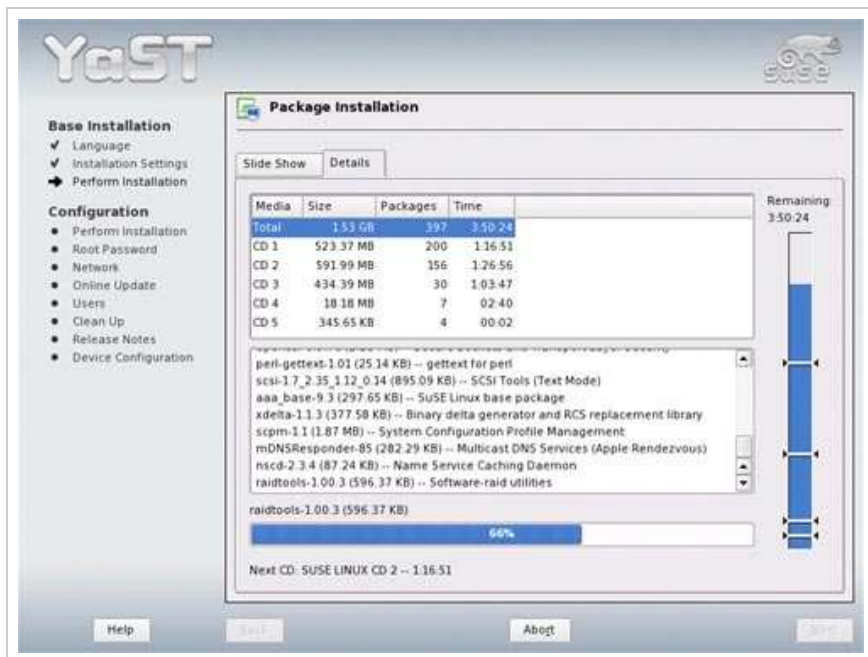 YaST
SUSE
Package Installation
Base Installation
Language
Installation Settings
Perform Installation
Configuration
Perform Installation
Root Password
Network
Online Update
Users
Clean Up
Release Notes
Device Configuration
Slide Show Details
Media Size Packages Time
Total 1.53 GB 397 3:50:24
CD 1 523.37 MB 200 1:16:51
CD 2 591.99 MB 156 1:26:56
CD 3 434.39 MB 30 1:03:47
CD 4 18.18 MB 7 02:40
CD 5 345.65 KB 4 00:02
Remaining:
3:50:24
perl-gettext-1.01 (25.14 KB) -- gettext for perl
scsi-1.7_2.35_1.12_0.14 (895.09 KB) -- SCSI Tools (Text Mode)
aaa_base-9.3 (297.65 KB) -- SuSE Linux base package
xdelta-1.1.3 (377.58 KB) -- Binary delta generator and RCS replacement library
scpm-1.1 (1.87 MB) -- System Configuration Profile Management
mDNSResponder-85 (282.29 KB) -- Multicast DNS Services (Apple Rendezvous)
nscd-2.3.4 (87.24 KB) -- Name Service Caching Daemon
raidtools-1.00.3 (596.37 KB) -- Software-raid utilities
raidtools-1.00.3 (596.37 KB)
66%
Next CD: SUSE LINUX CD 2 -- 1:16:51
Help Abort